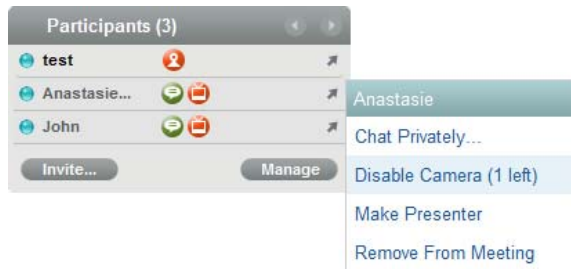 Participants (3)
test
Anastasie...
John
Invite...
Manage
Anastasie
Chat Privately...
Disable Camera (1 left)
Make Presenter
Remove From Meeting